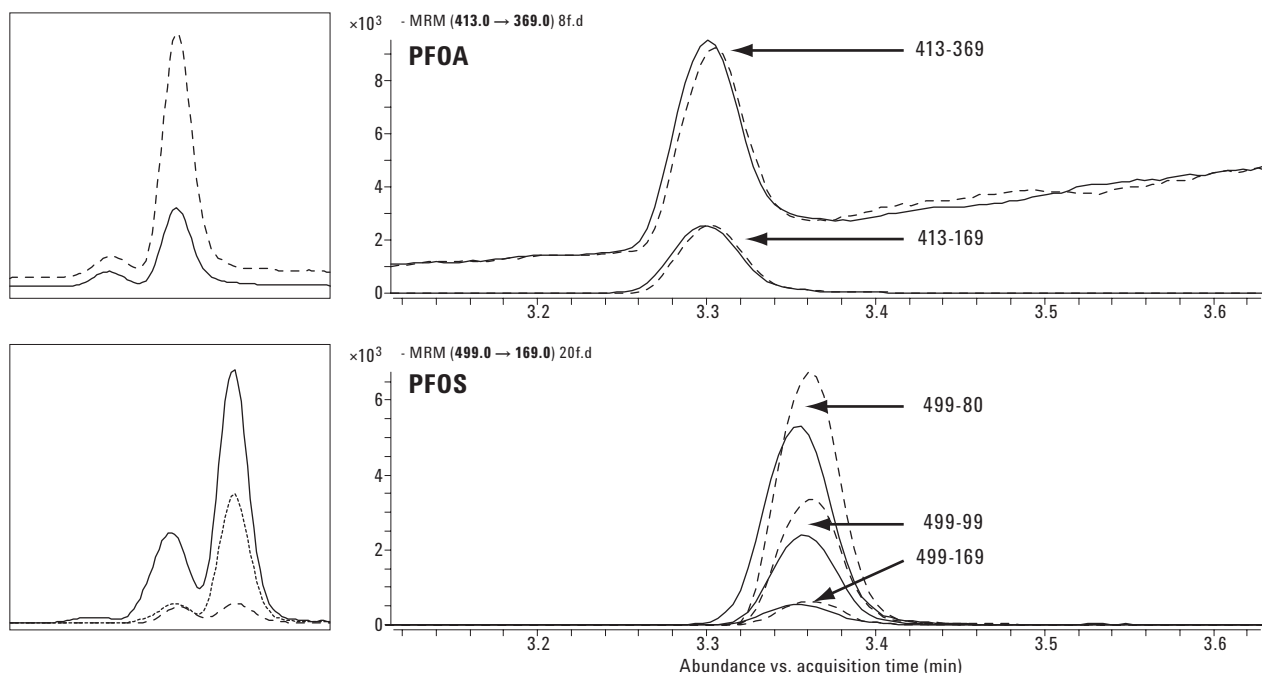 ×10³ - MRM (413.0 → 369.0) 8f.d
PFOA
413-369
8
6
4
413-169
2
0
3.2 3.3 3.4 3.5 3.6
×10³ - MRM (499.0 → 169.0) 20f.d
PFOS
6
499-80
4
499-99
2
499-169
0
3.2 3.3 3.4 3.5 3.6
Abundance vs. acquisition time (min)